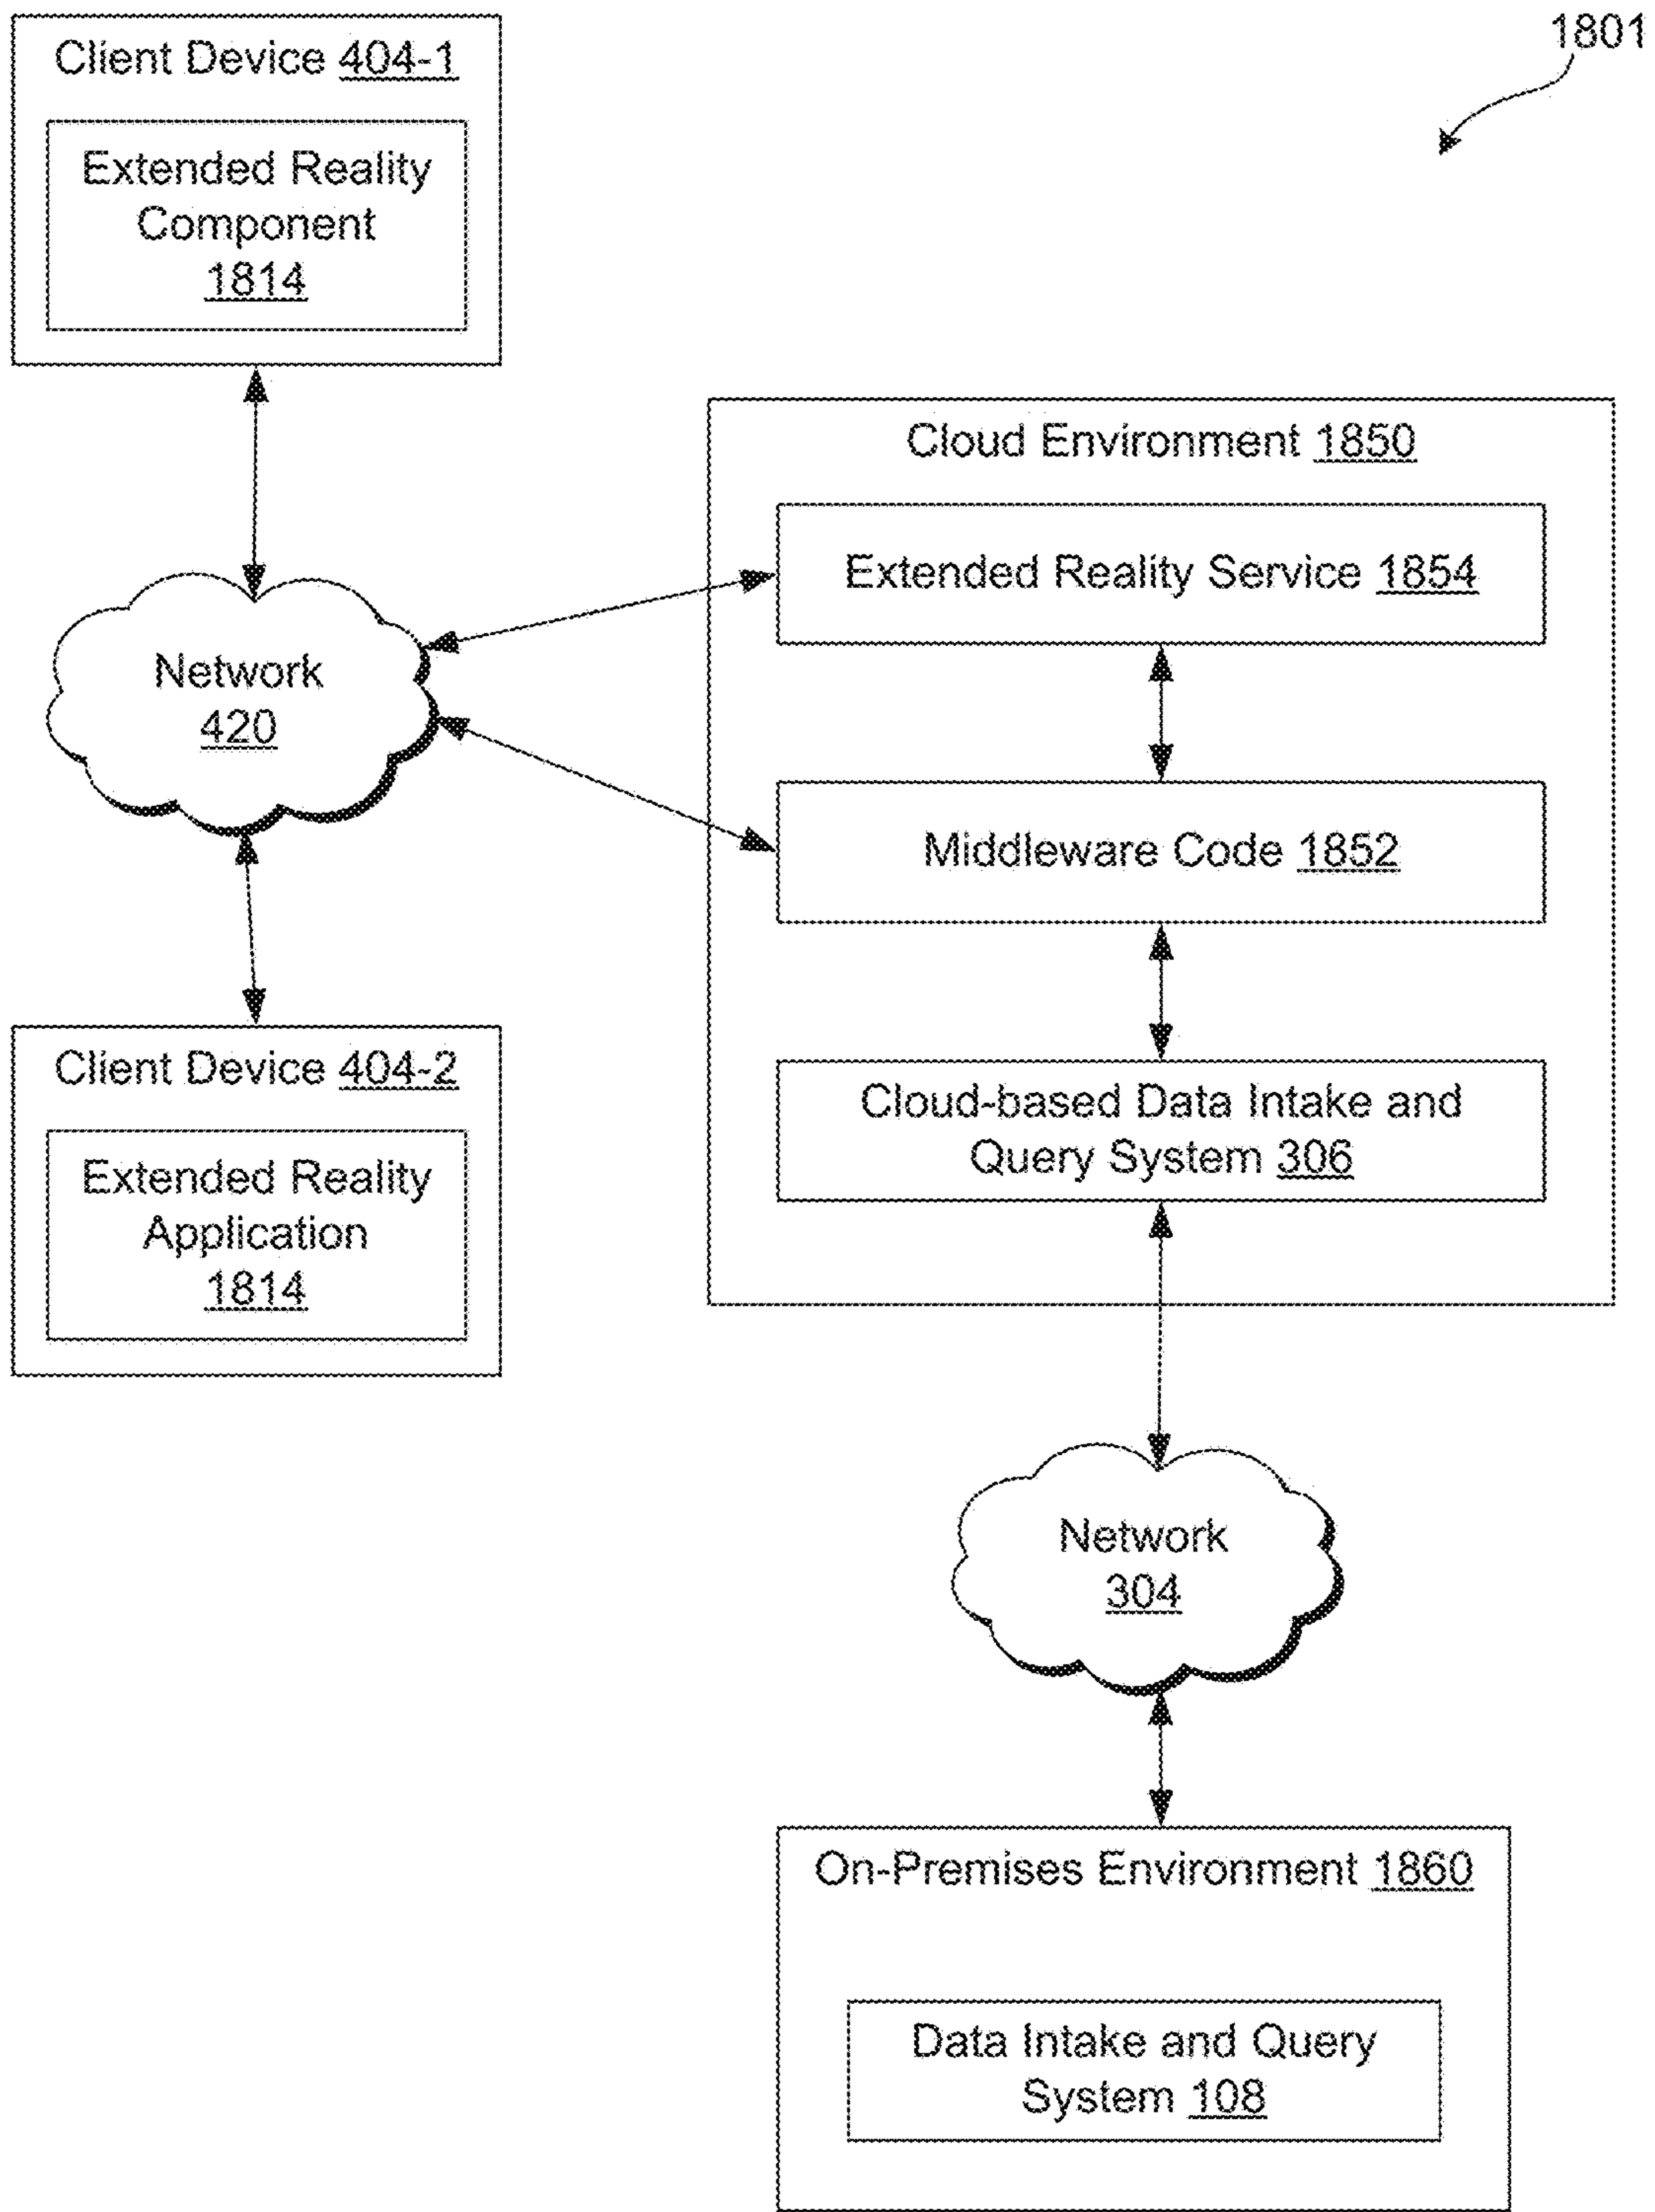 1801
Client Device 404-1
Extended Reality
Component
1814
Cloud Environment 1850
Extended Reality Service 1854
Network
420
Middleware Code 1852
Client Device 404-2
Extended Reality
Application
1814
Cloud-based Data Intake and
Query System 306
Network
304
On-Premises Environment 1860
Data Intake and Query
System 108